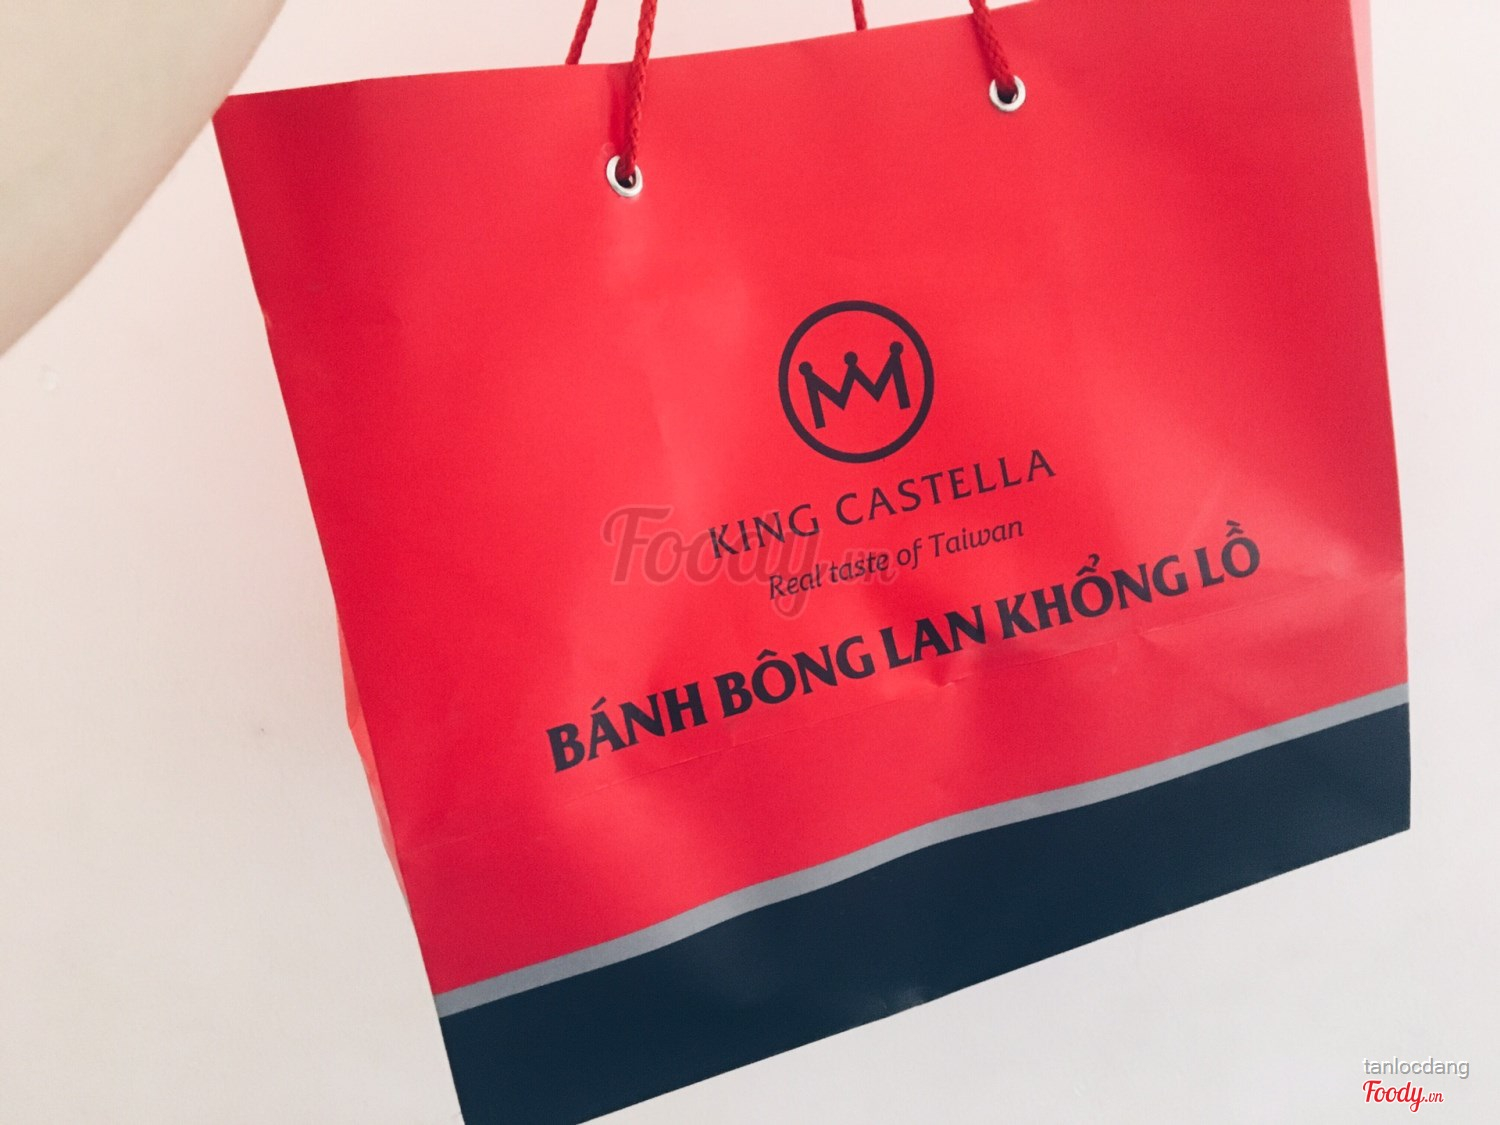 KING CASTELLA
Real taste of Taiwan
Foody.vn
BÁNH BÔNG LAN KHỔNG LỒ
tanlocdang
Foody.vn